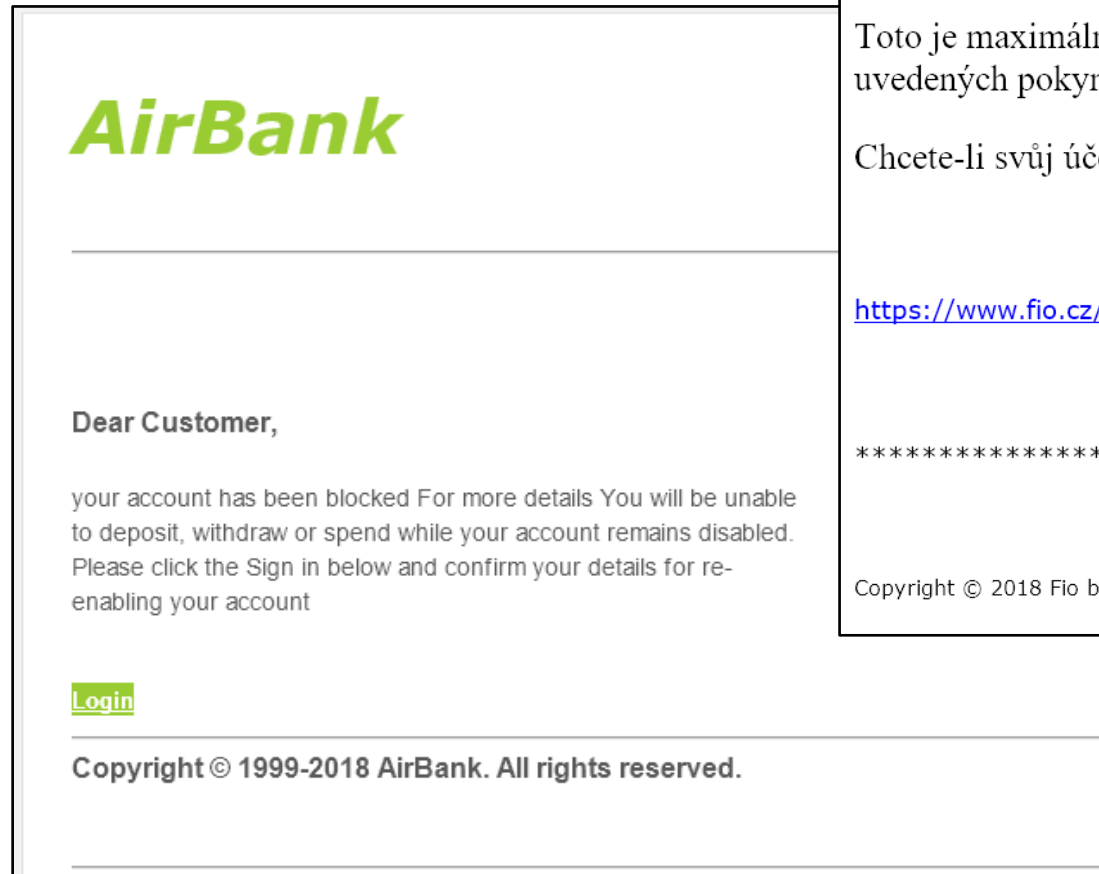 AirBank
Dear Customer,
your account has been blocked For more details You will be unable
to deposit, withdraw or spend while your account remains disabled.
Please click the Sign in below and confirm your details for re-
enabling your account
Login
Copyright © 1999-2018 AirBank. All rights reserved.
Toto je
uvedených
Chcete-li svůj
https://www.fio.cz/
*****************
Copyright © 2018 Fio